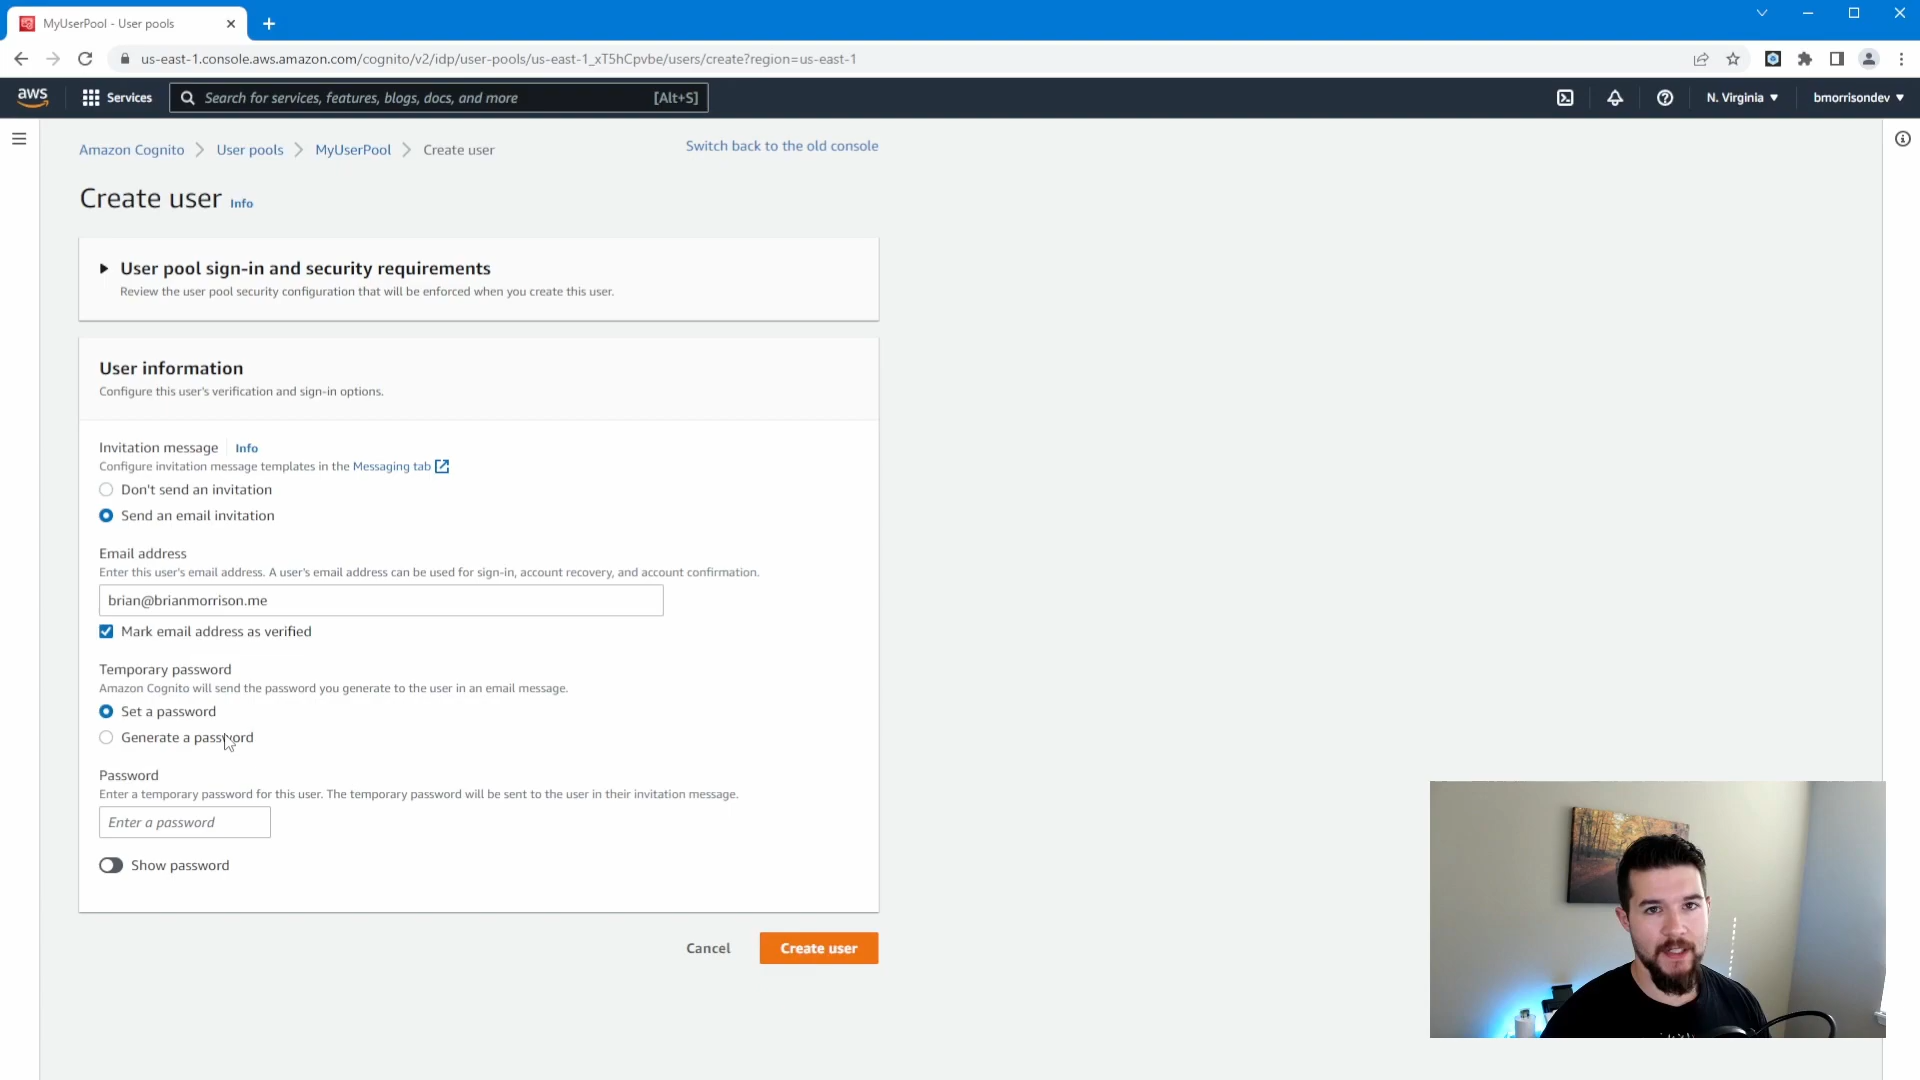 MyUserPool - User pools
us-east-1.console.aws.amazon.com/cognito/v2/idp/user-pools/us-east-1_xT5hCpvbe/users/create?region=us-east-1
aws Services Search for services, features, blogs, docs, and more [Alt+S] N. Virginia bmorrisondev
Amazon Cognito User pools MyUserPool Create user Switch back to the old console
Create user Info
User pool sign-in and security requirements
Review the user pool security configuration that will be enforced when you create this user.
User information
Configure this user's verification and sign-in options.
Invitation message Info
Configure invitation message templates in the Messaging tab
Don't send an invitation
Send an email invitation
Email address
Enter this user's email address. A user's email address can be used for sign-in, account recovery, and account confirmation.
brian@brianmorrison.me
Mark email address as verified
Temporary password
Amazon Cognito will send the password you generate to the user in an email message.
Set a password
Generate a password
Password
Enter a temporary password for this user. The temporary password will be sent to the user in their invitation message.
Enter a password
Show password
Cancel Create user